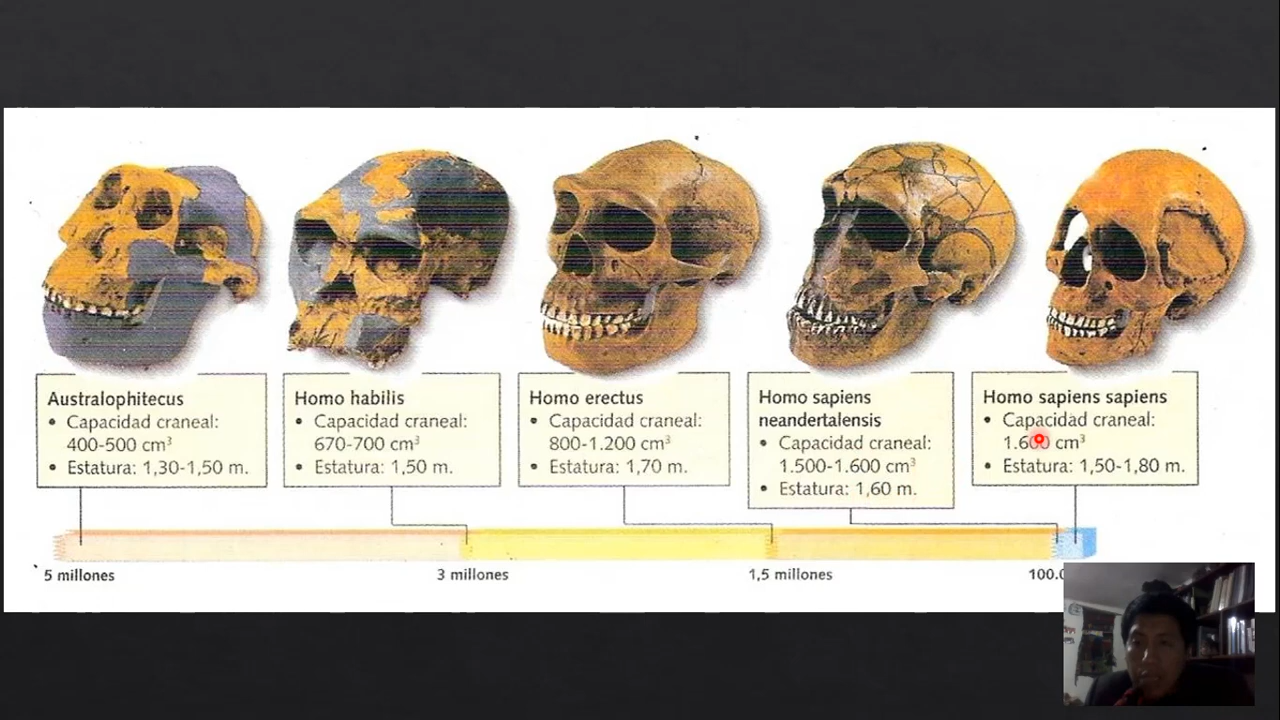 Australophitecus
• Capacidad craneal:
400-500 cm³
• Estatura: 1,30-1,50 m.
Homo habilis
• Capacidad craneal:
670-700 cm³
• Estatura: 1,50 m.
Homo erectus
• Capacidad craneal:
800-1.200 cm³
• Estatura: 1,70 m.
Homo sapiens
neandertalensis
• Capacidad craneal:
1.500-1.600 cm³
• Estatura: 1,60 m.
Homo sapiens sapiens
• Capacidad craneal:
1.600 cm³
• Estatura: 1,50-1,80 m.
5 millones
3 millones
1,5 millones